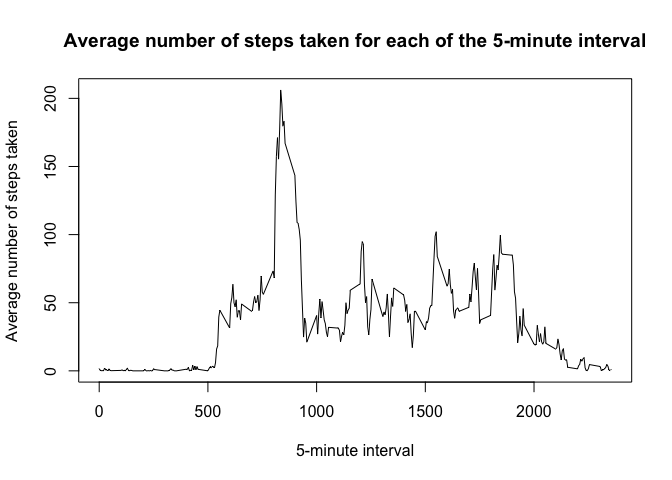 Average number of steps taken for each of the 5-minute interval
Average number of steps taken
200
150
100
50
0
0 500 1000 1500 2000
5-minute interval